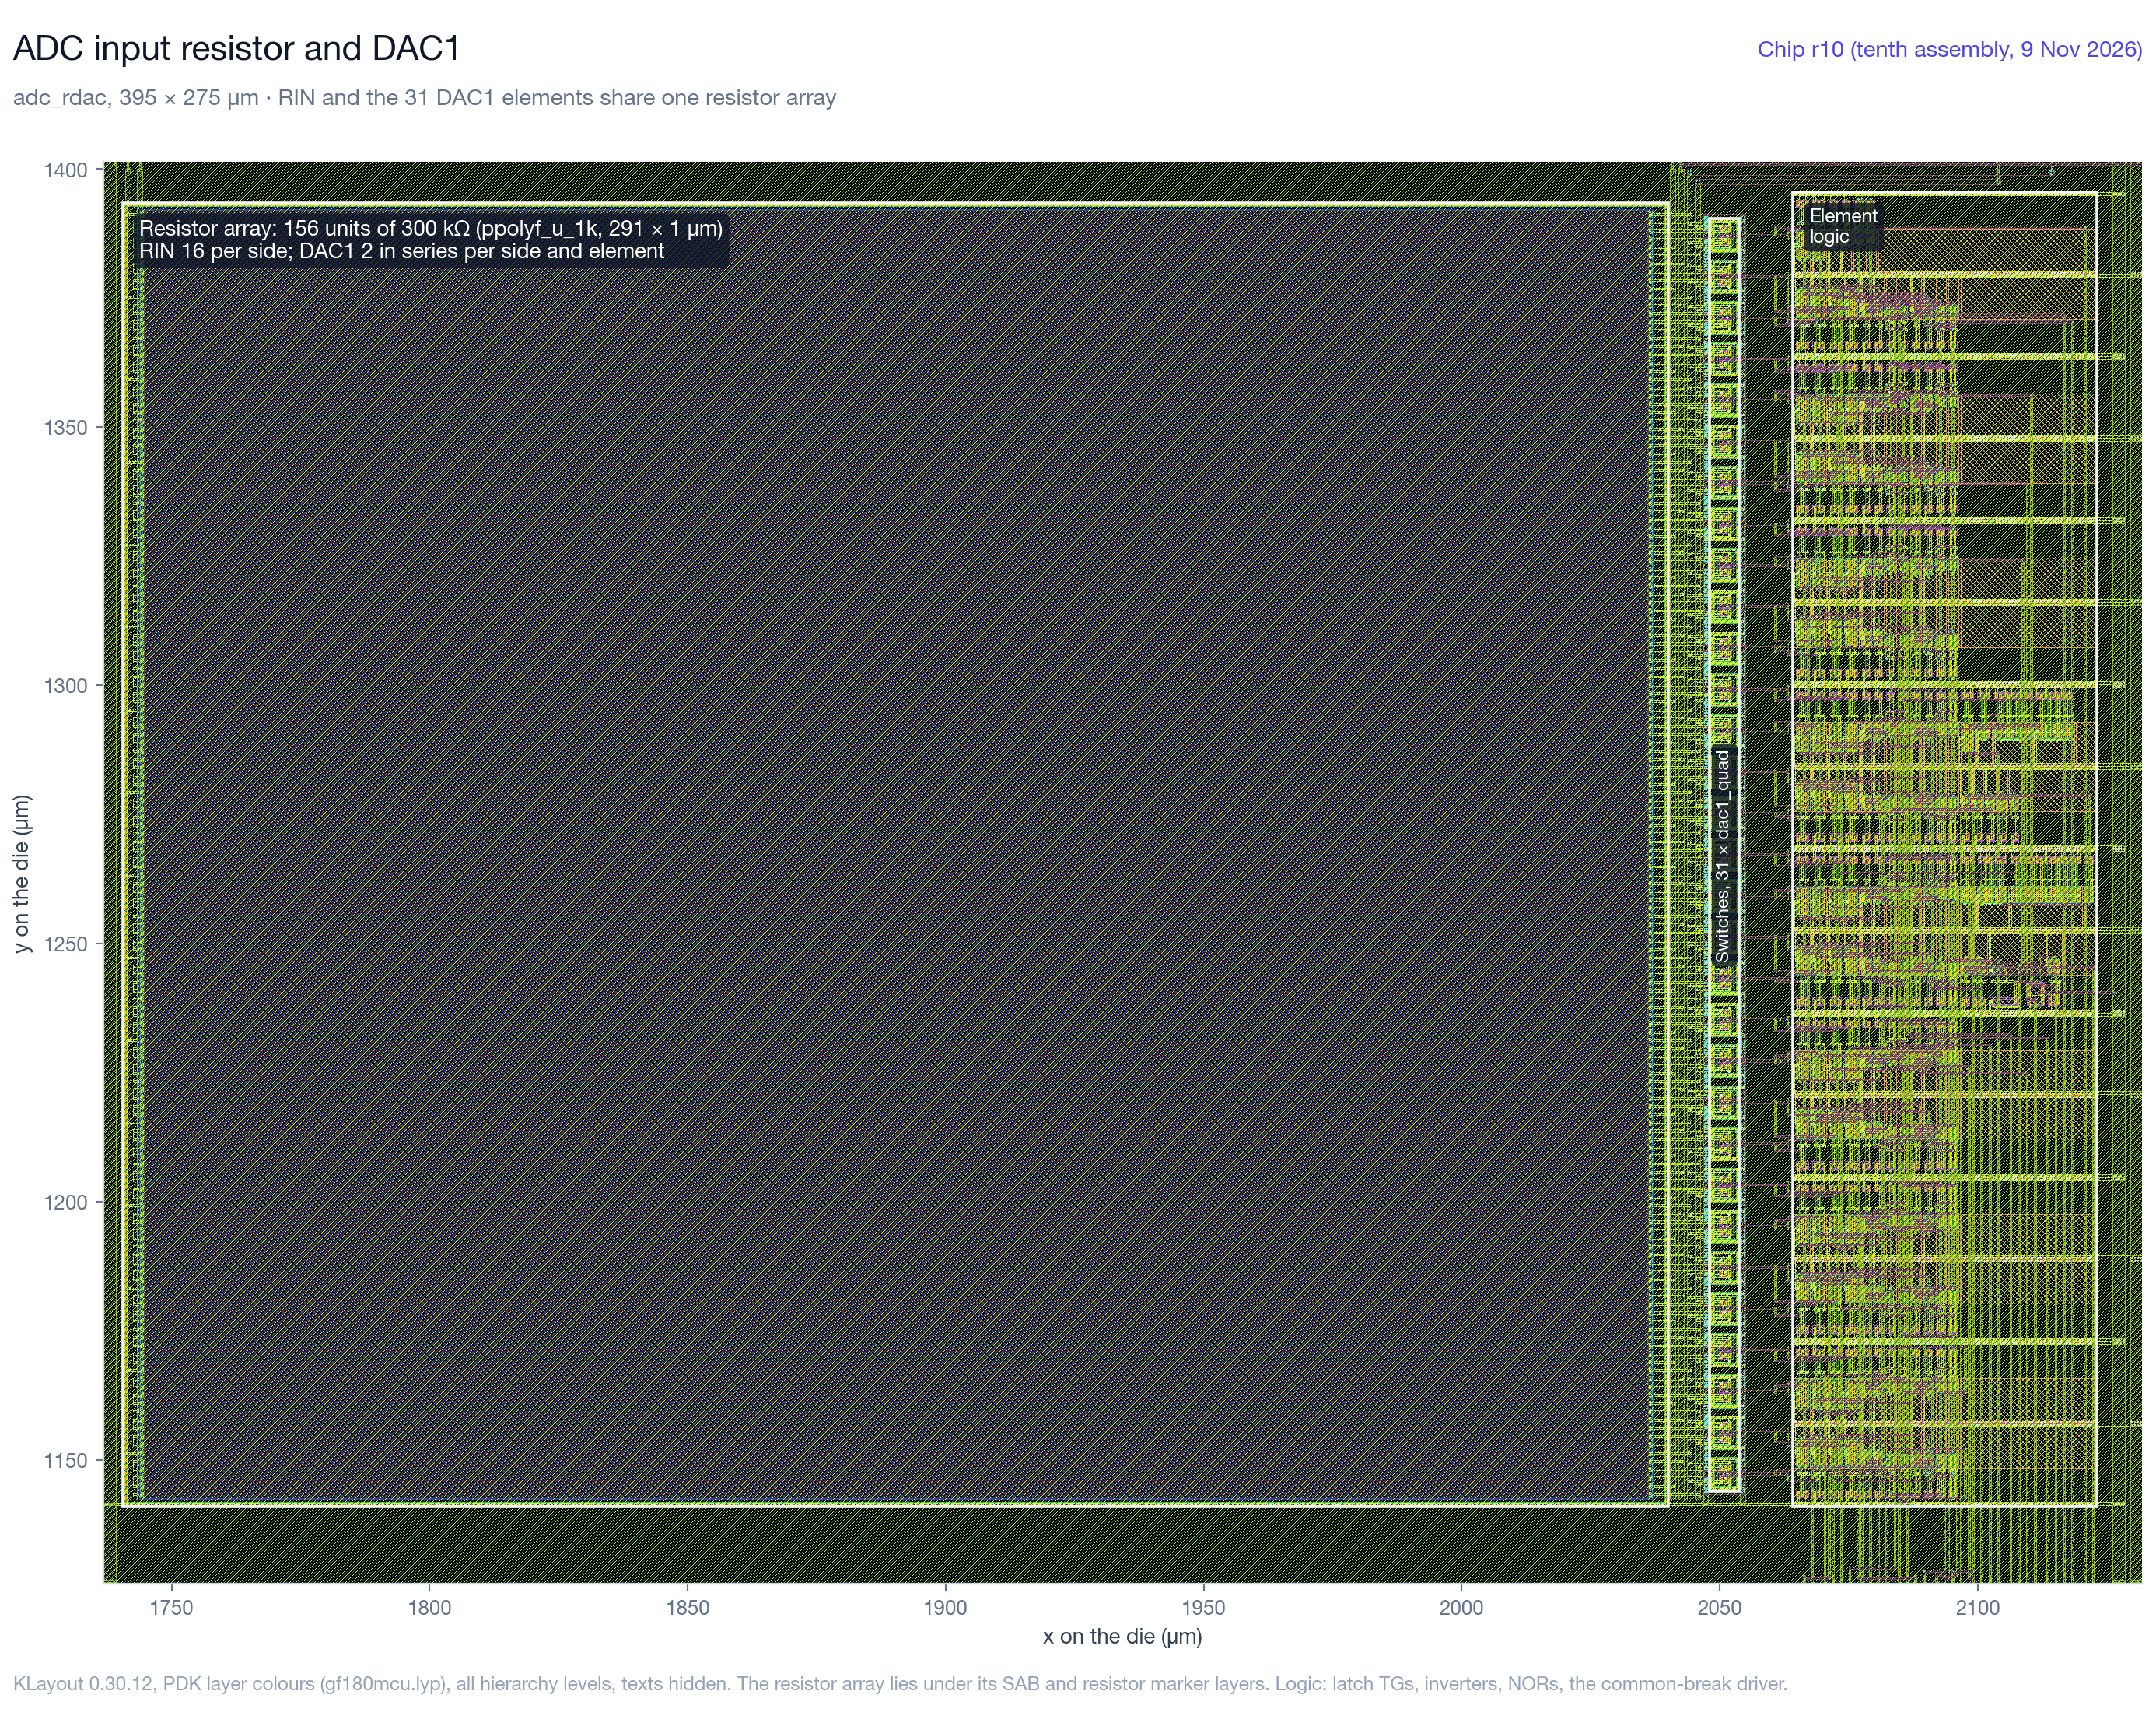 ADC input resistor and DAC1
Chip r10 (tenth assembly, 9 Nov 2026)
adc_rdac, 395 × 275 µm · RIN and the 31 DAC1 elements share one resistor array
1400
1350
1300
1250
1200
1150
y on the die (µm)
Resistor array: 156 units of 300 kΩ (ppolyf_u_1k, 291 × 1 µm)
RIN 16 per side; DAC1 2 in series per side and element
Switches, 31 × dac1_quad
Element
logic
1750
1800
1850
1900
1950
2000
2050
2100
x on the die (µm)
KLayout 0.30.12, PDK layer colours (gf180mcu.lyp), all hierarchy levels, texts hidden. The resistor array lies under its SAB and resistor marker layers. Logic: latch TGs, inverters, NORs, the common-break driver.